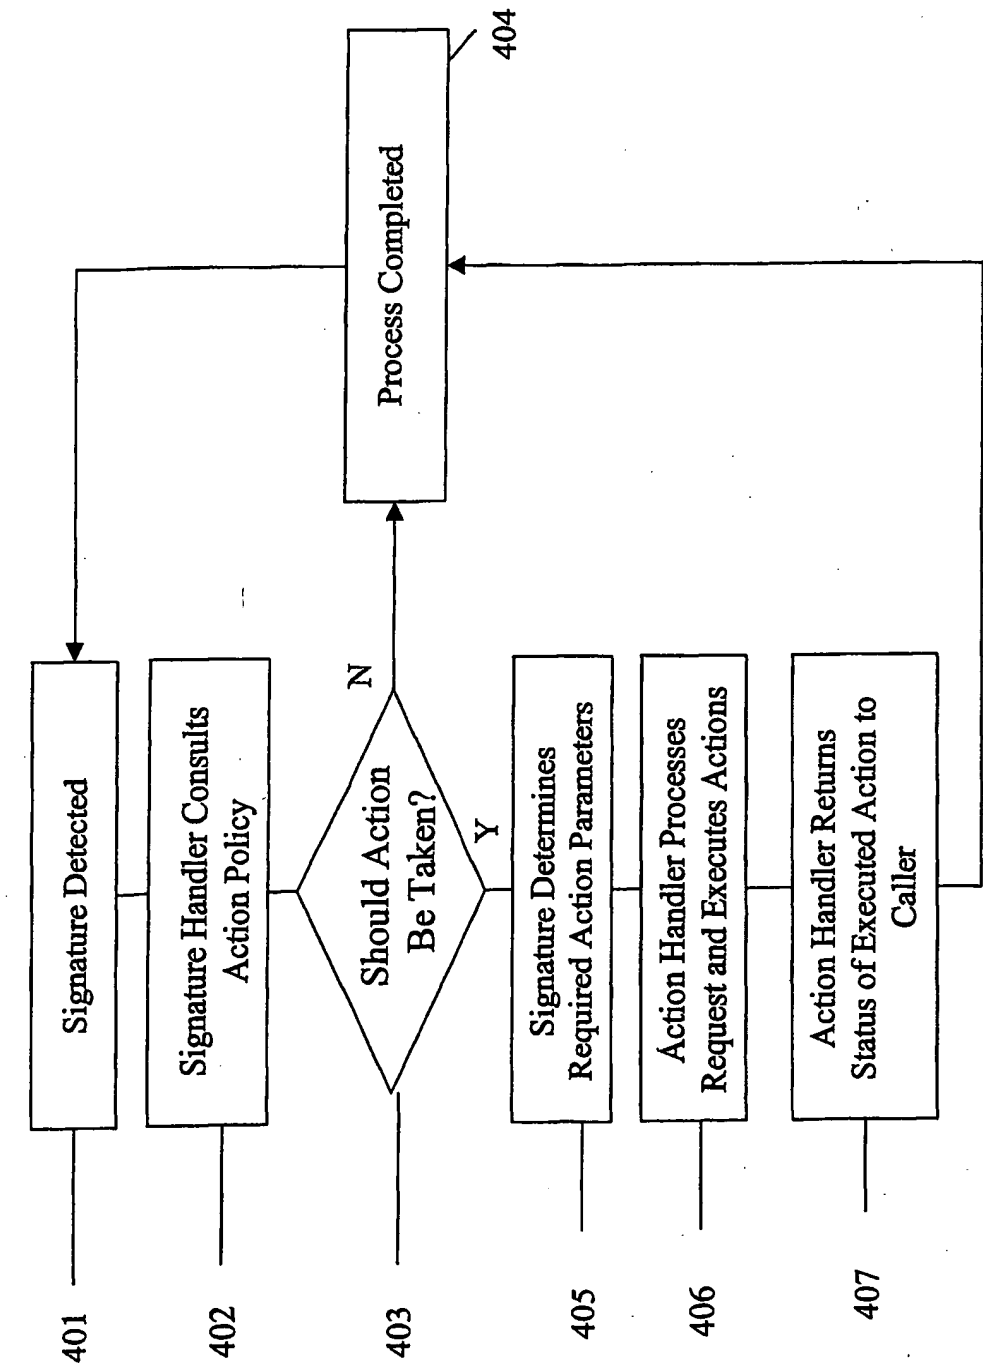 401
Signature Detected
402
Signature Handler Consults
Action Policy
403
Should Action
Be Taken?
N
Y
Process Completed
404
405
Signature Determines
Required Action Parameters
406
Action Handler Processes
Request and Executes Actions
407
Action Handler Returns
Status of Executed Action to
Caller